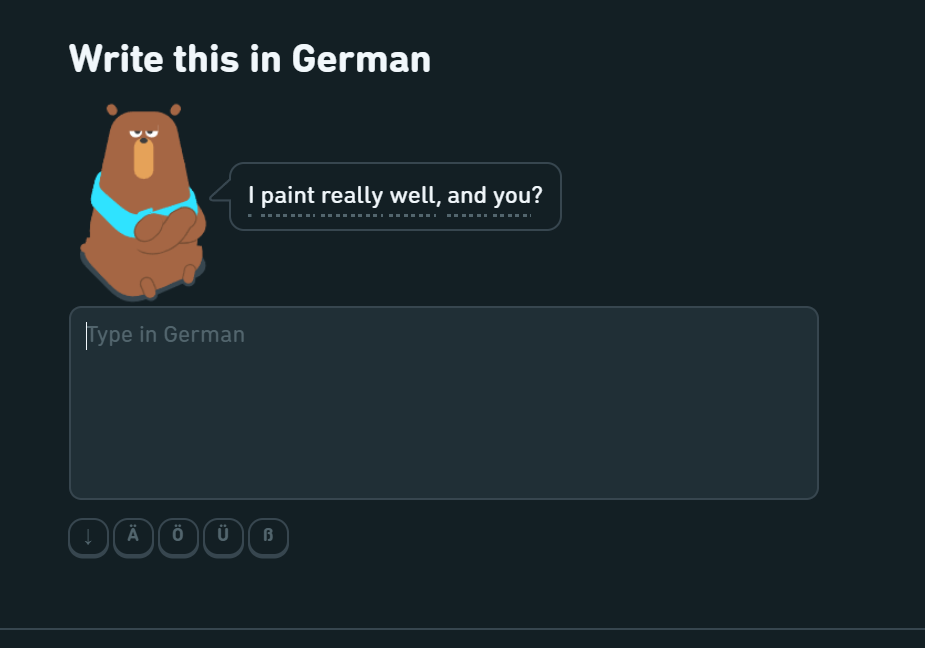 Write this in German
I paint really well, and you?
Type in German
↓ Ä Ö Ü ß